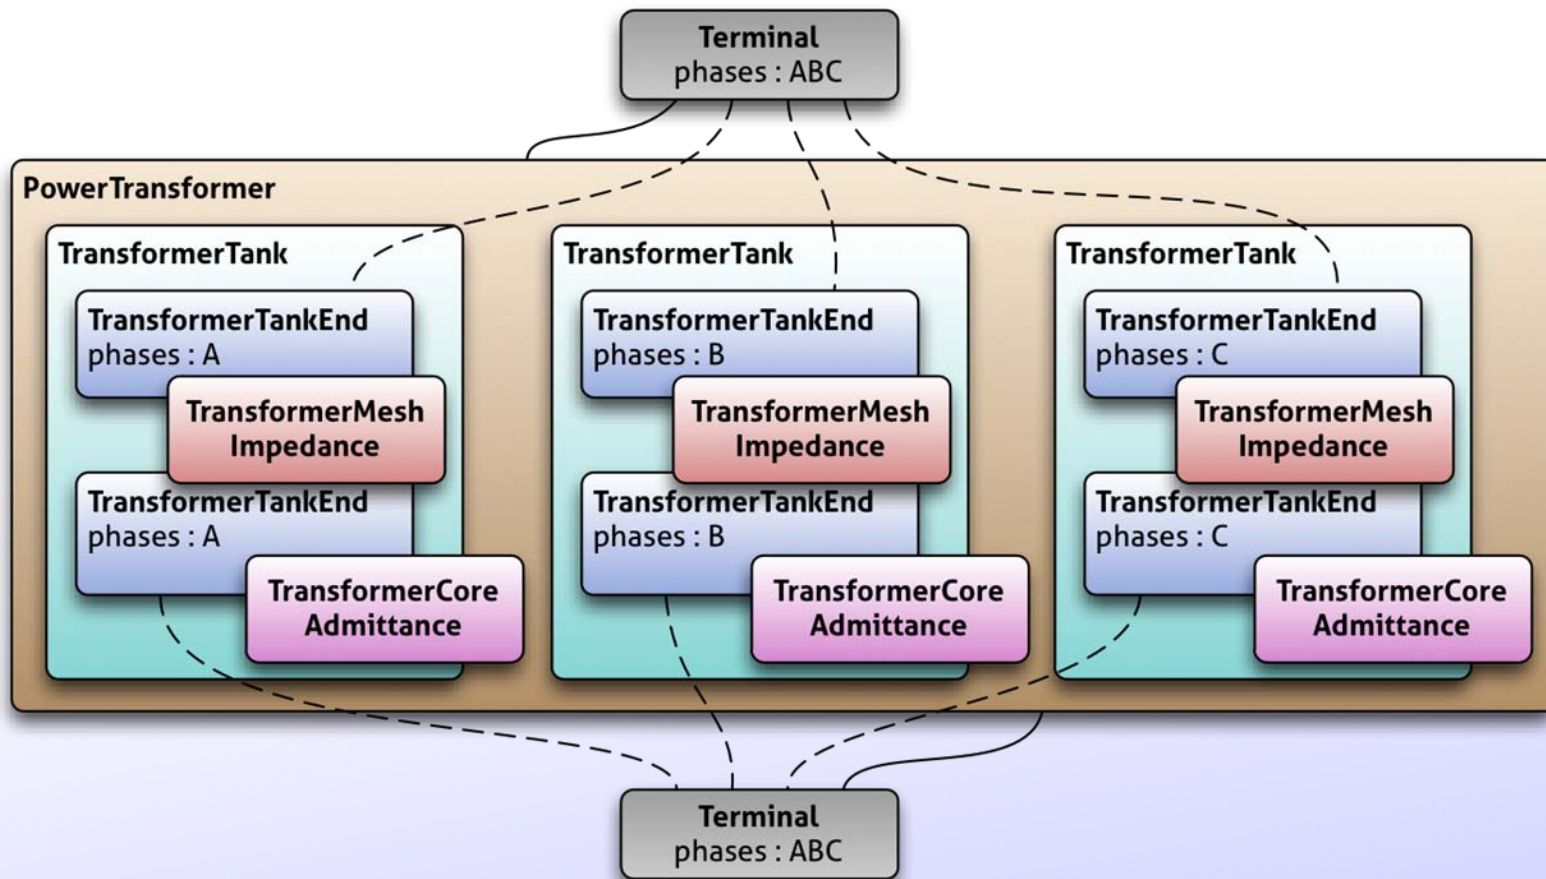 Terminal
phases : ABC
PowerTransformer
TransformerTank
TransformerTankEnd
phases : A
TransformerMesh
Impedance
TransformerTankEnd
phases : A
TransformerCore
Admittance
TransformerTank
TransformerTankEnd
phases : B
TransformerMesh
Impedance
TransformerTankEnd
phases : B
TransformerCore
Admittance
TransformerTank
TransformerTankEnd
phases : C
TransformerMesh
Impedance
TransformerTankEnd
phases : C
TransformerCore
Admittance
Terminal
phases : ABC